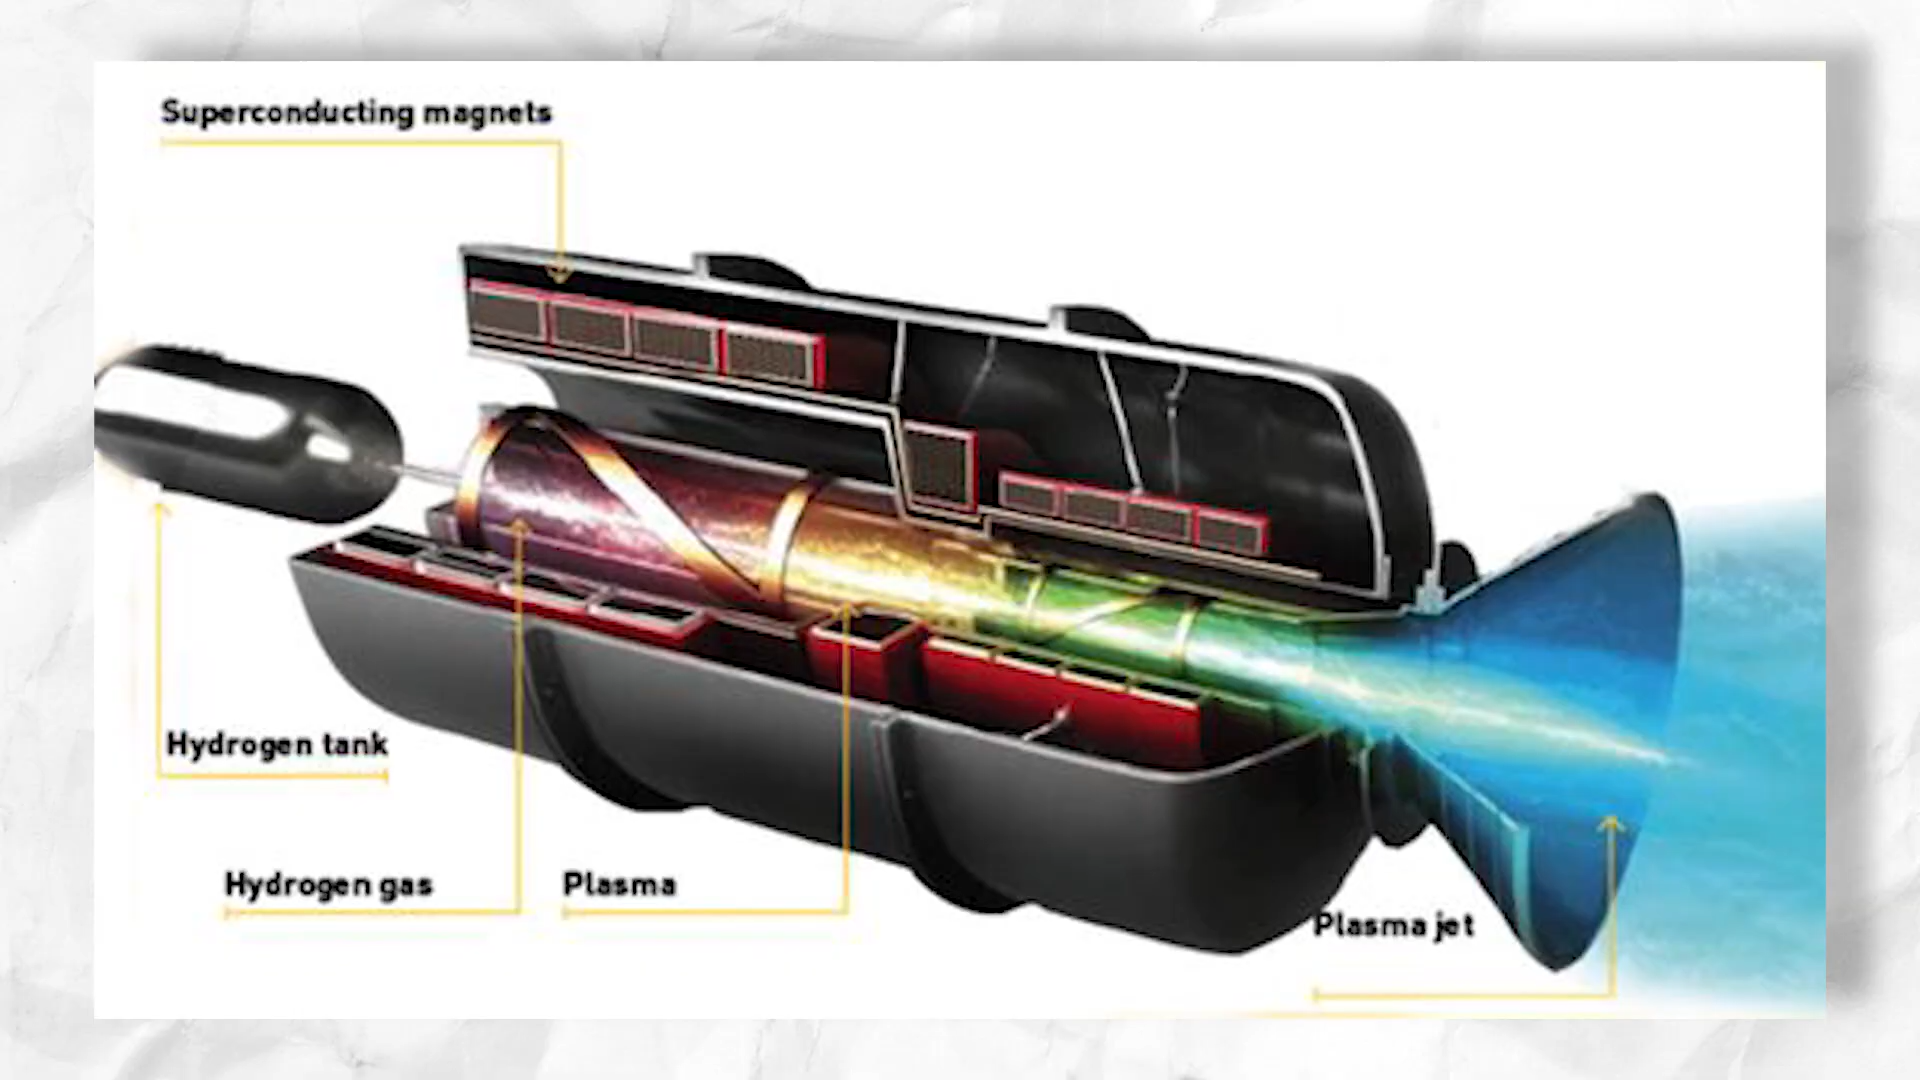 Superconducting magnets
Hydrogen tank
Hydrogen gas
Plasma
Plasma jet